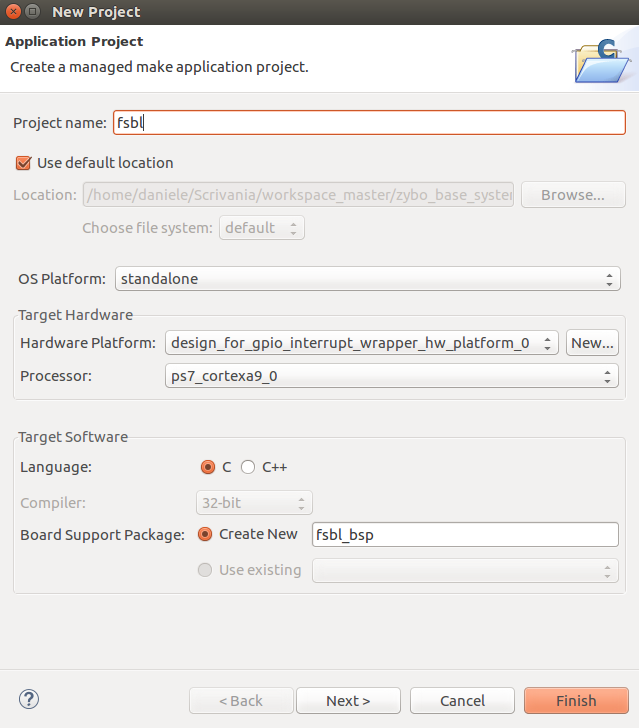 New Project
Application Project
Create a managed make application project.
C
Project name: fsbl
Use default location
Location: /home/daniele/Scrivania/workspace_master/zybo_base_system Browse...
Choose file system: default
OS Platform: standalone
Target Hardware
Hardware Platform: design_for_gpio_interrupt_wrapper_hw_platform_0 New...
Processor: ps7_cortexa9_0
Target Software
Language: C C++
Compiler: 32-bit
Board Support Package: Create New fsbl_bsp
Use existing
? < Back Next > Cancel Finish